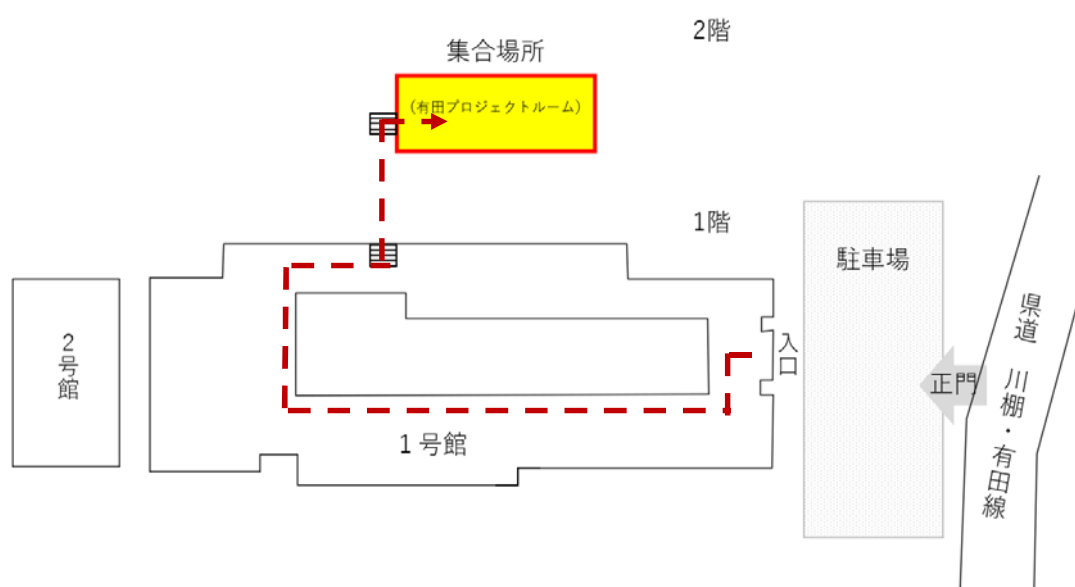 2階
集合場所
(有田プロジェクトルーム)
1階
駐車場
県道 川棚・有田線
入口
正門
2号館
1号館